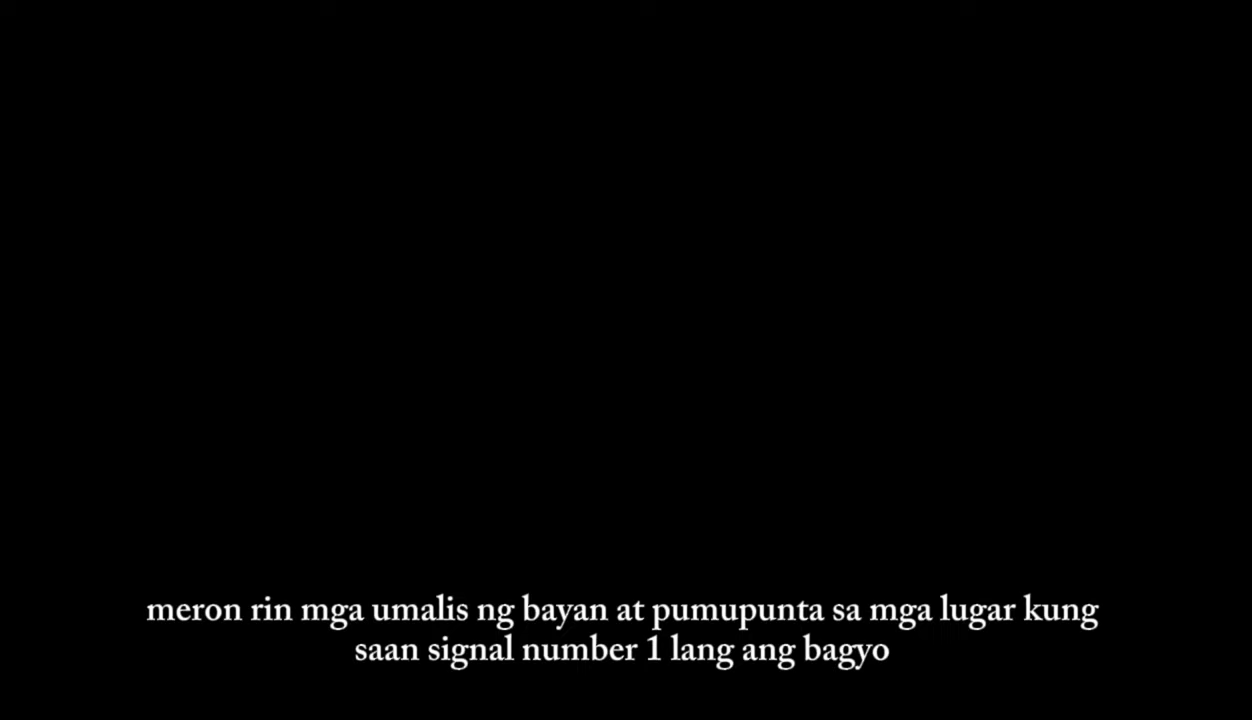 meron rin mga umalis ng bayan at pumupunta sa mga lugar kung
saan signal number 1 lang ang bagyo